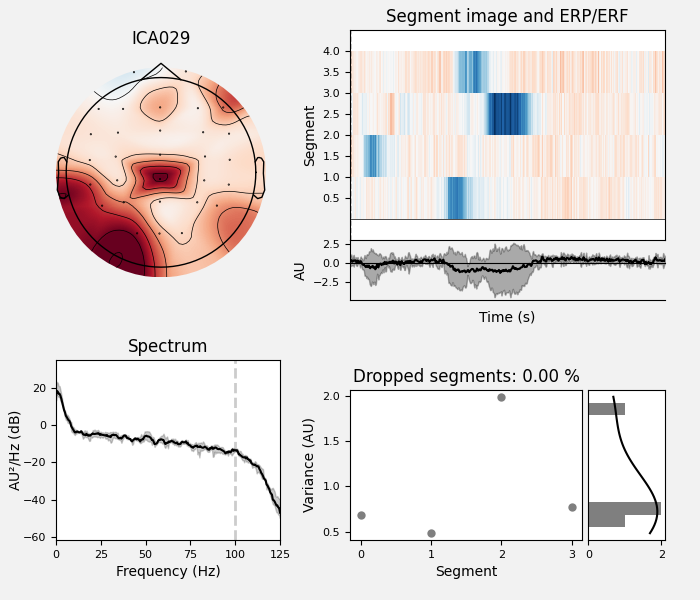 ICA029
Segment image and ERP/ERF
Segment
4.0
3.5
3.0
2.5
2.0
1.5
1.0
0.5
AU
2.5
0.0
−2.5
Time (s)
Spectrum
AU²/Hz (dB)
20
0
−20
−40
−60
0 25 50 75 100 125
Frequency (Hz)
Dropped segments: 0.00 %
Variance (AU)
2.0
1.5
1.0
0.5
0 1 2 3
Segment
0 2